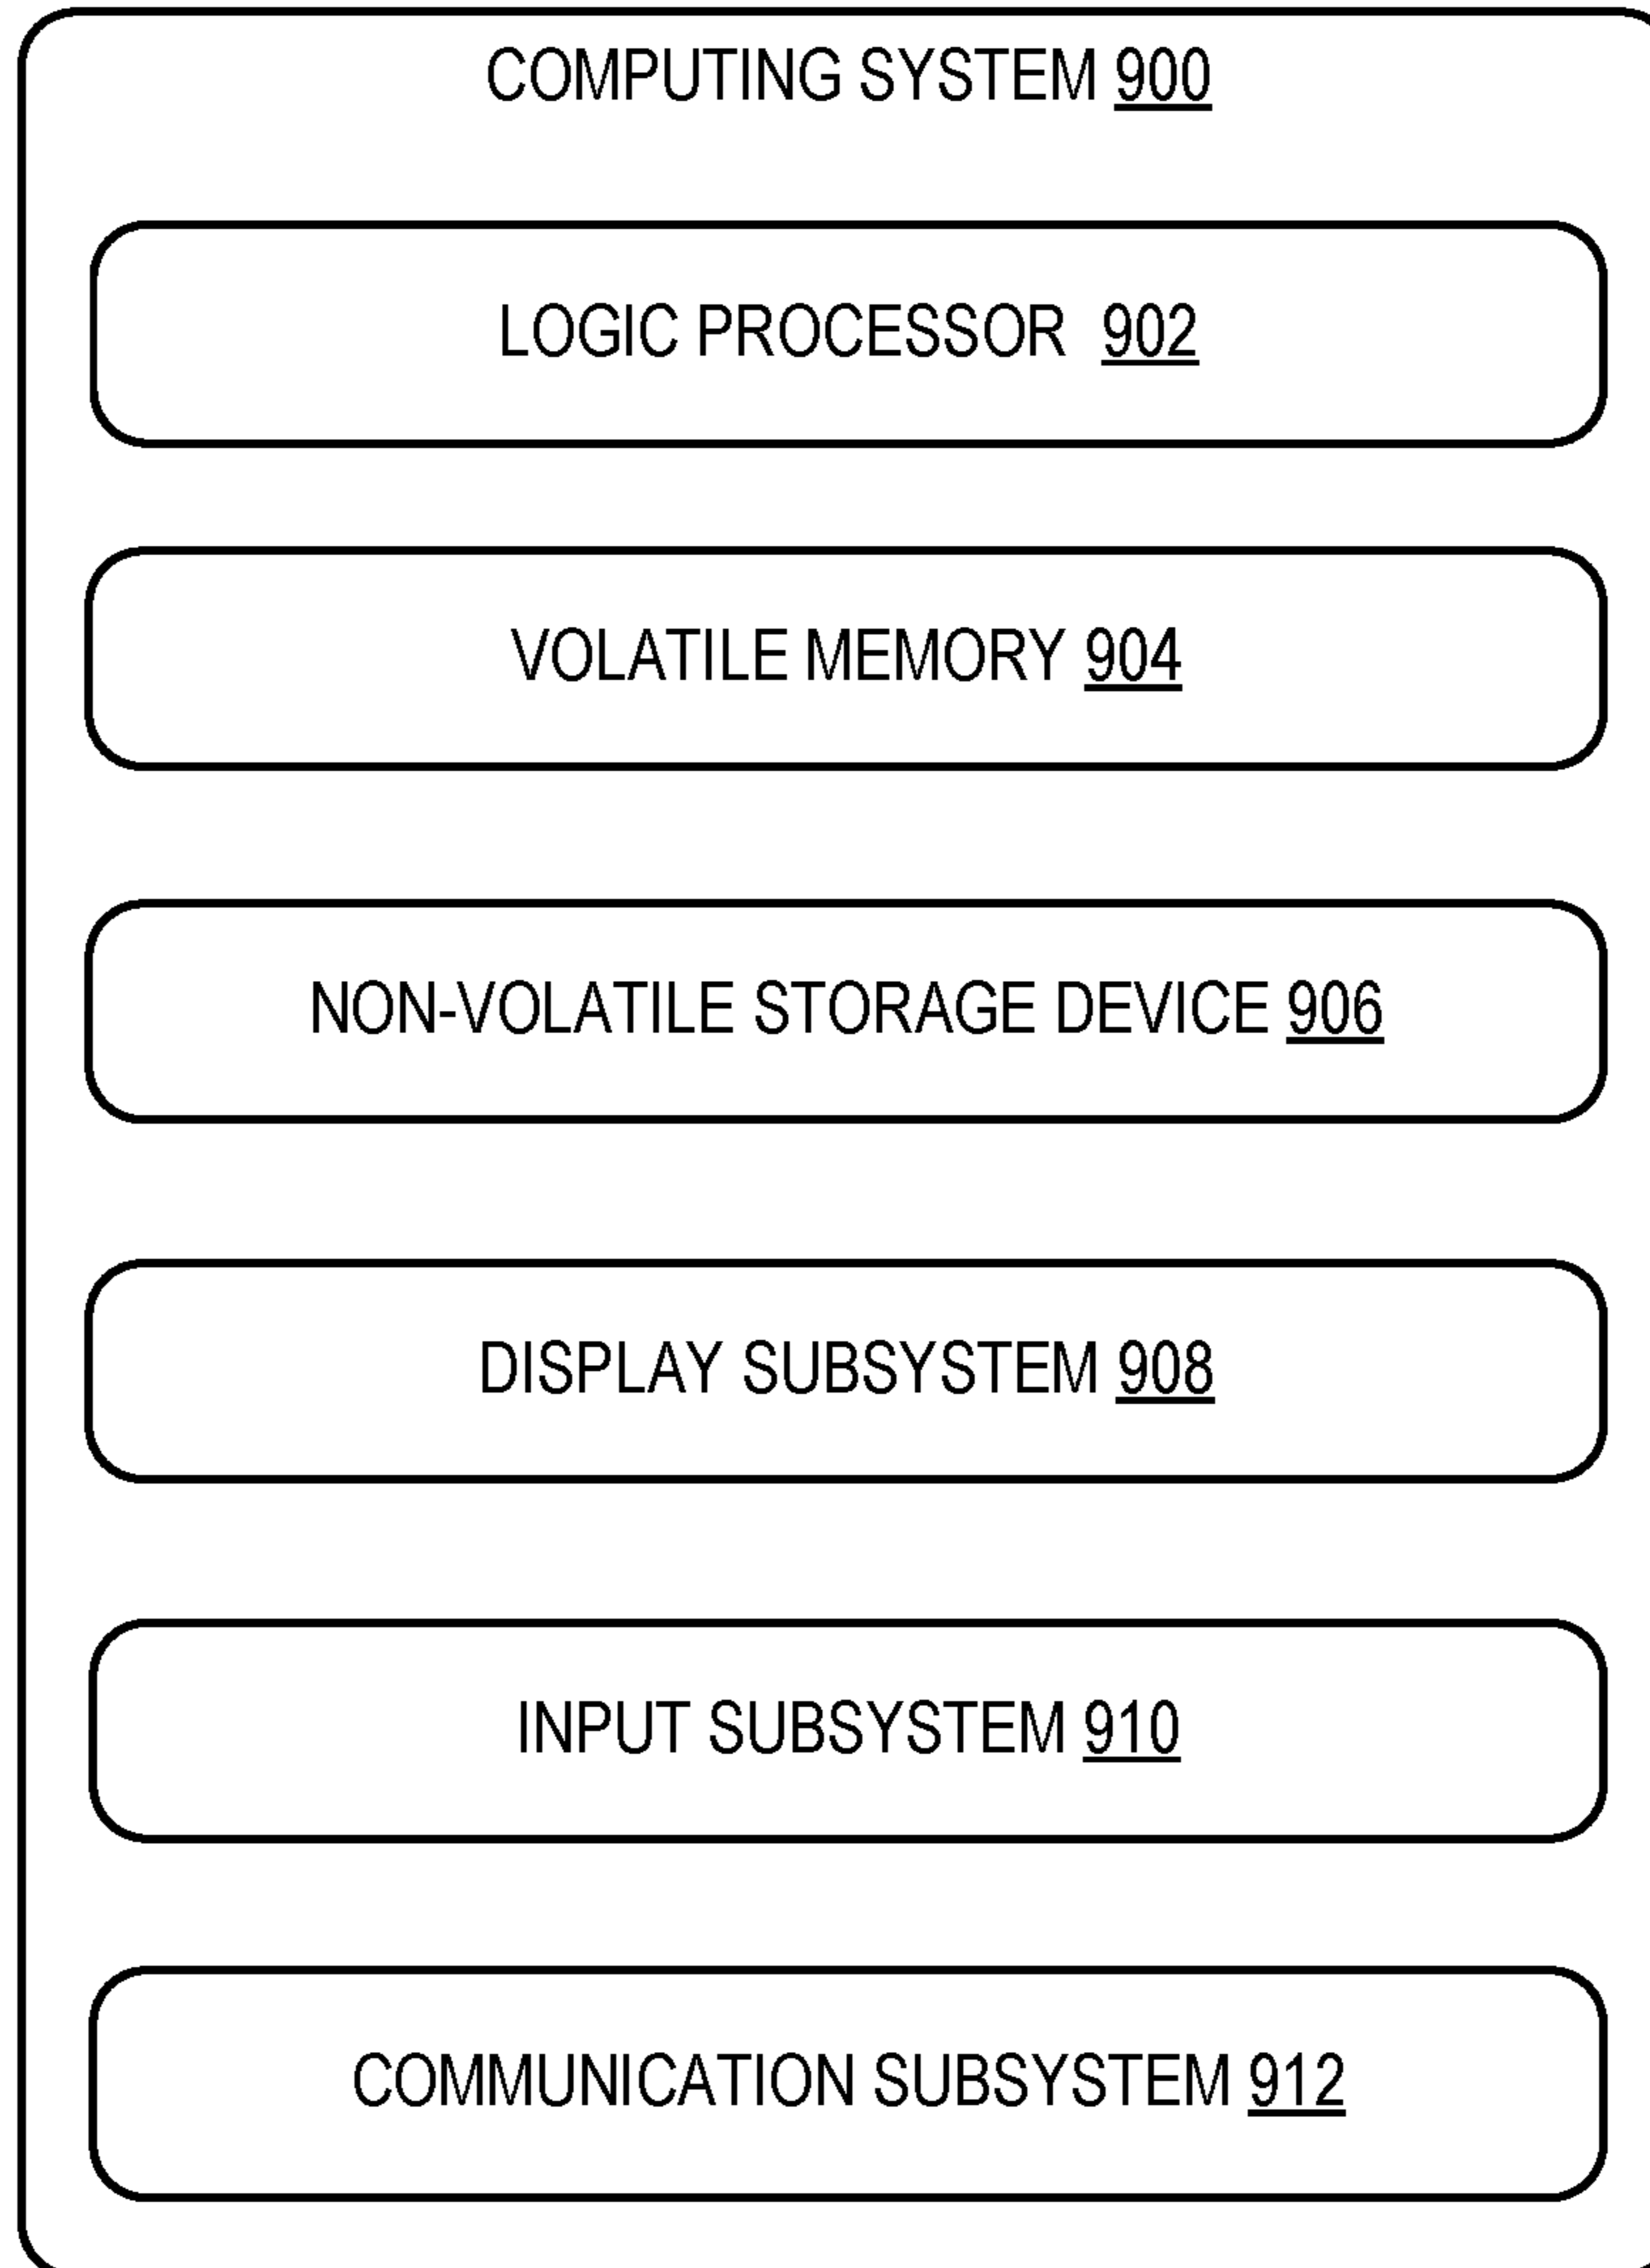 COMPUTING SYSTEM 900
LOGIC PROCESSOR 902
VOLATILE MEMORY 904
NON-VOLATILE STORAGE DEVICE 906
DISPLAY SUBSYSTEM 908
INPUT SUBSYSTEM 910
COMMUNICATION SUBSYSTEM 912